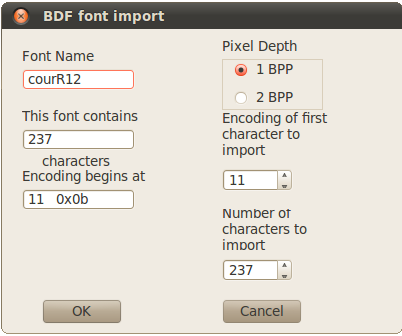 BDF font import
Font Name
courR12
This font contains
237
characters
Encoding begins at
11 0x0b
Pixel Depth
1 BPP
2 BPP
Encoding of first
character to
import
11
Number of
characters to
import
237
OK
Cancel